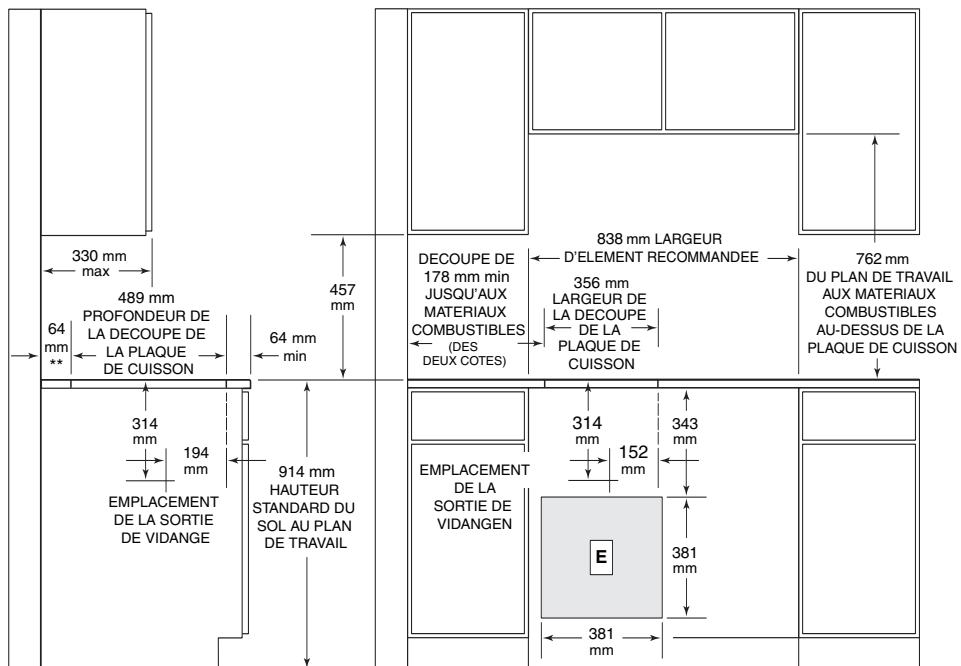 330 mm
max
489 mm
PROFONDEUR DE
LA DECOUPE DE
LA PLAQUE
DE CUISSON
64
mm
**
64 mm
min
457
mm
314
mm
194
mm
EMPLACEMENT
DE LA SORTIE
DE VIDANGE
914 mm
HAUTEUR
STANDARD DU
SOL AU PLAN
DE TRAVAIL
DECOUPE DE
178 mm min
JUSQU'AUX
MATERIAUX
COMBUSTIBLES
(DES
DEUX COTES)
838 mm LARGEUR
D'ELEMENT RECOMMANDEE
356 mm
LARGEUR DE
LA DECOUPE
DE LA
PLAQUE DE
CUISSON
762 mm
DU PLAN DE TRAVAIL
AUX MATERIAUX
COMBUSTIBLES
AU-DESSUS DE LA
PLAQUE DE CUISSON
314
mm
152
mm
343
mm
EMPLACEMENT
DE LA
SORTIE DE
VIDANGEN
E
381
mm
381
mm